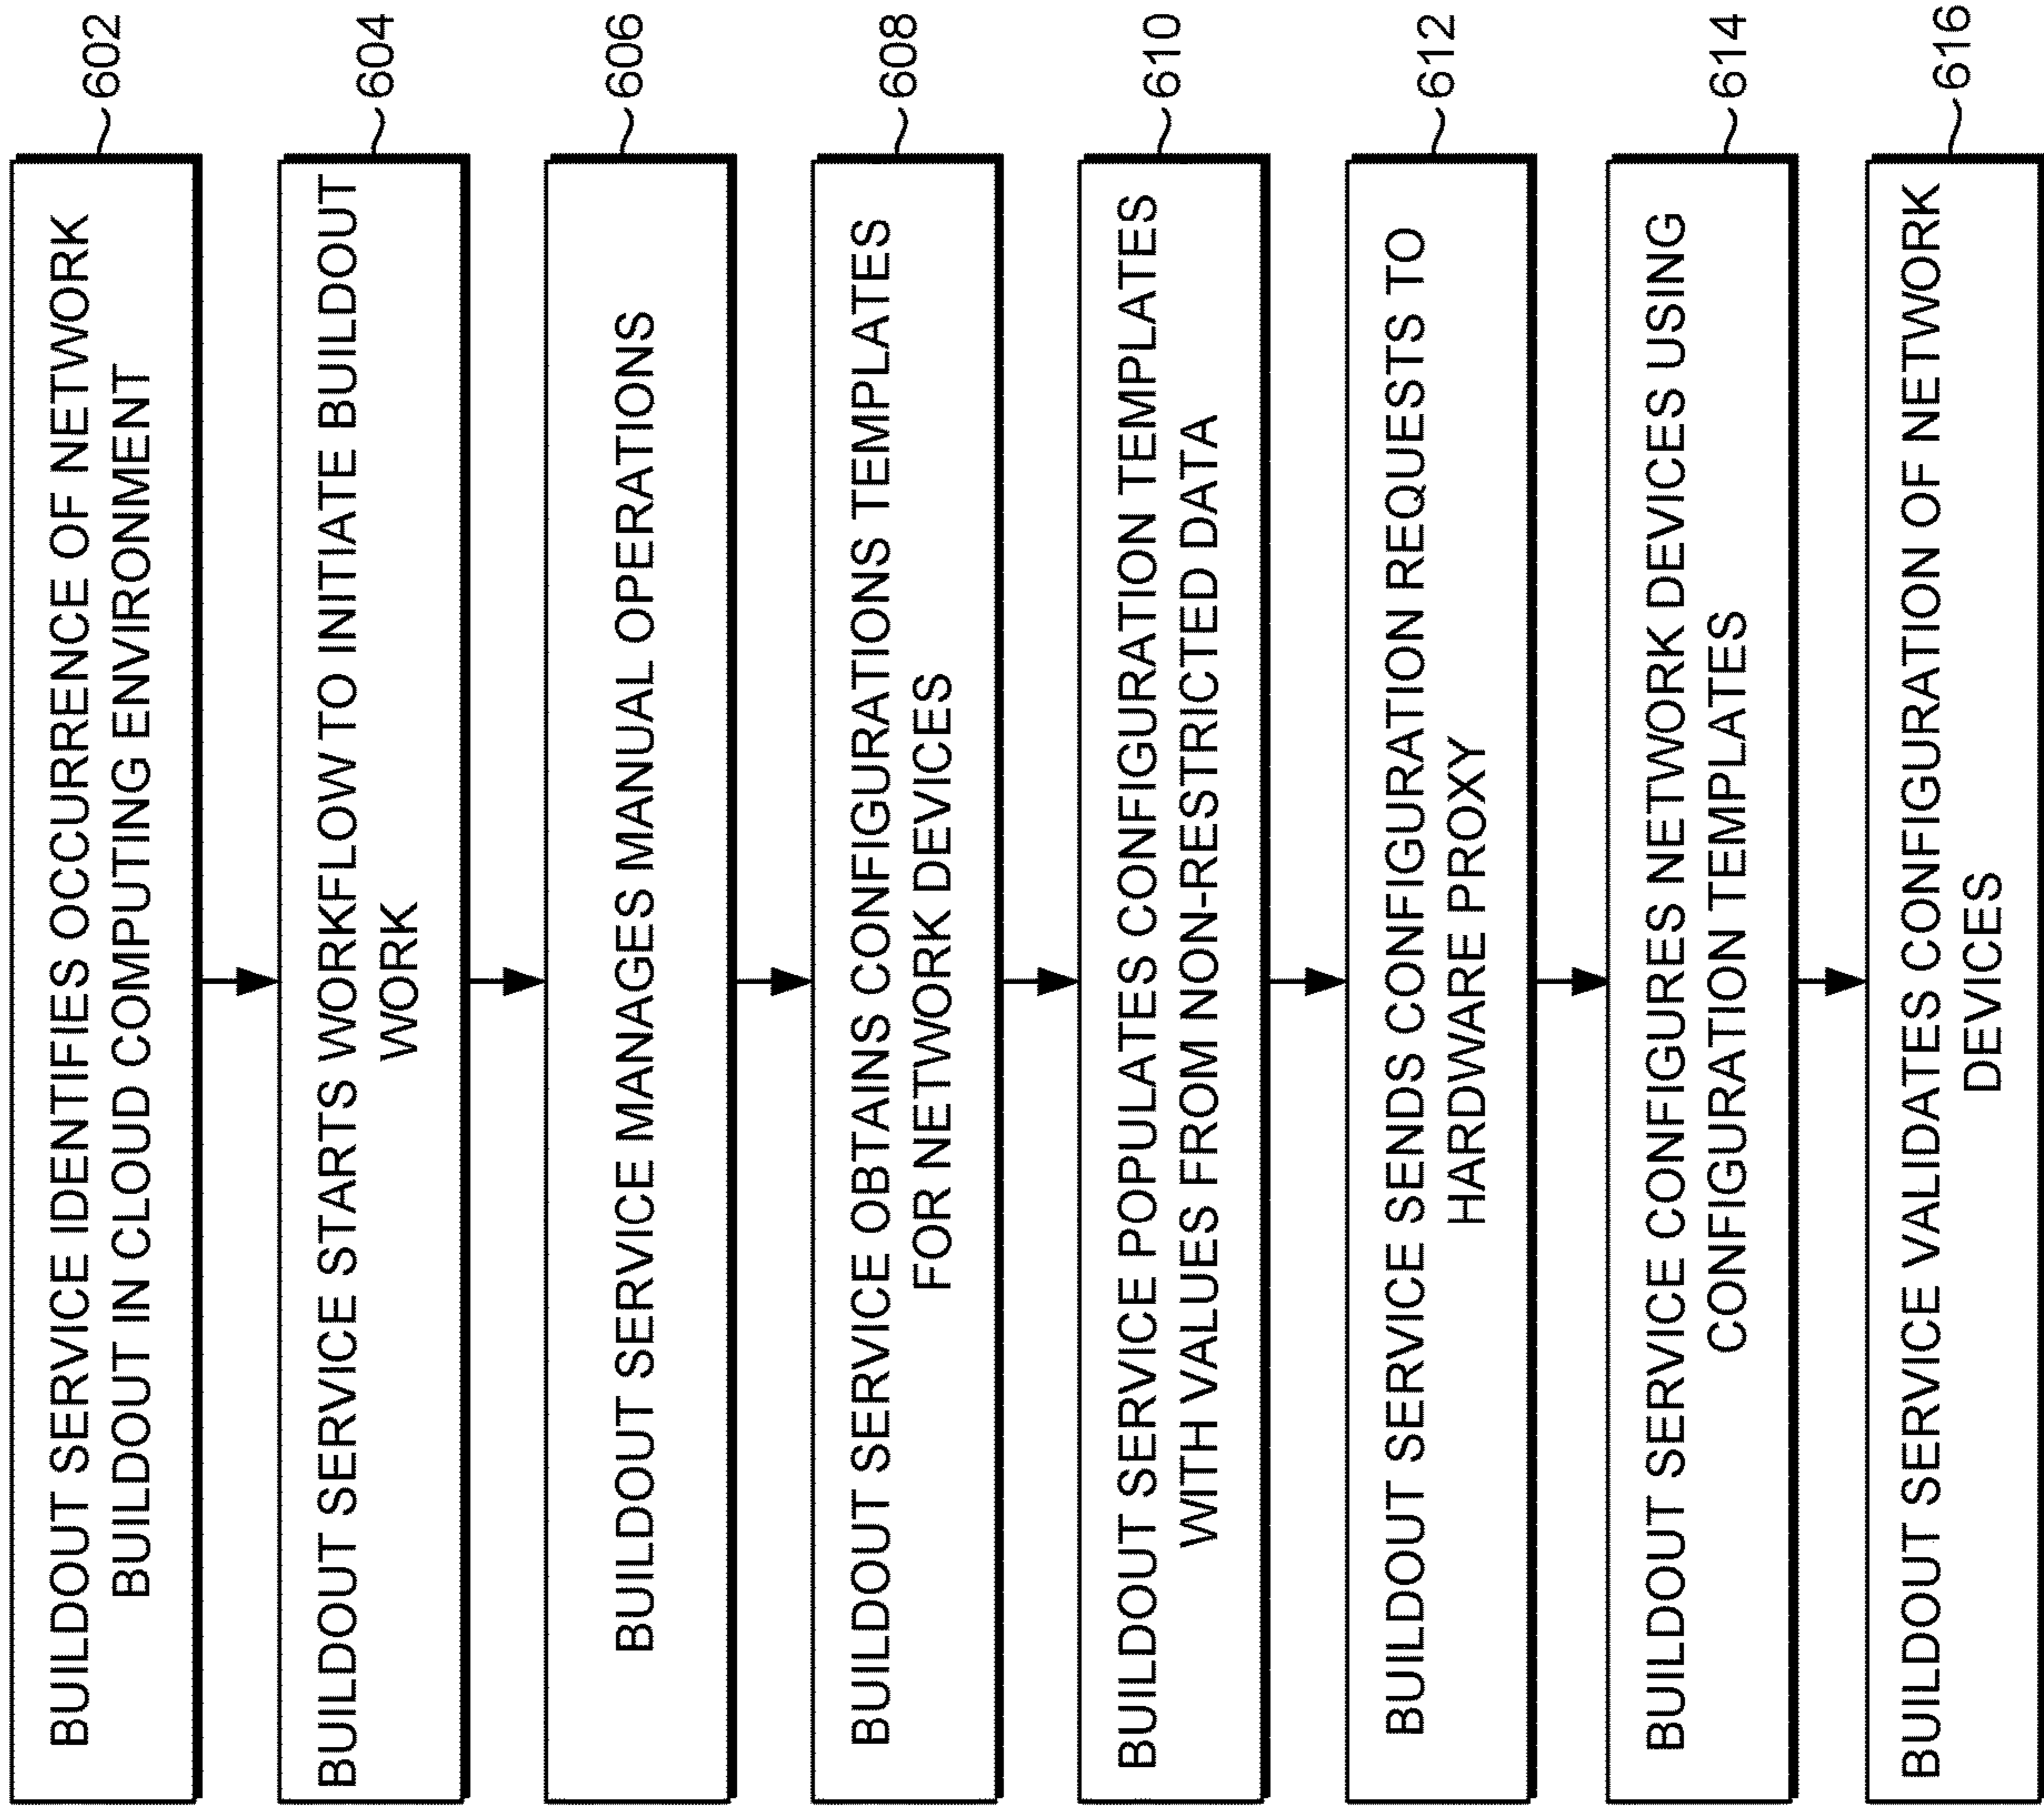 BUILDOUT SERVICE IDENTIFIES OCCURRENCE OF NETWORK
BUILDOUT IN CLOUD COMPUTING ENVIRONMENT
602
BUILDOUT SERVICE STARTS WORKFLOW TO INITIATE BUILDOUT
WORK
604
BUILDOUT SERVICE MANAGES MANUAL OPERATIONS
606
BUILDOUT SERVICE OBTAINS CONFIGURATIONS TEMPLATES
FOR NETWORK DEVICES
608
BUILDOUT SERVICE POPULATES CONFIGURATION TEMPLATES
WITH VALUES FROM NON-RESTRICTED DATA
610
BUILDOUT SERVICE SENDS CONFIGURATION REQUESTS TO
HARDWARE PROXY
612
BUILDOUT SERVICE CONFIGURES NETWORK DEVICES USING
CONFIGURATION TEMPLATES
614
BUILDOUT SERVICE VALIDATES CONFIGURATION OF NETWORK
DEVICES
616